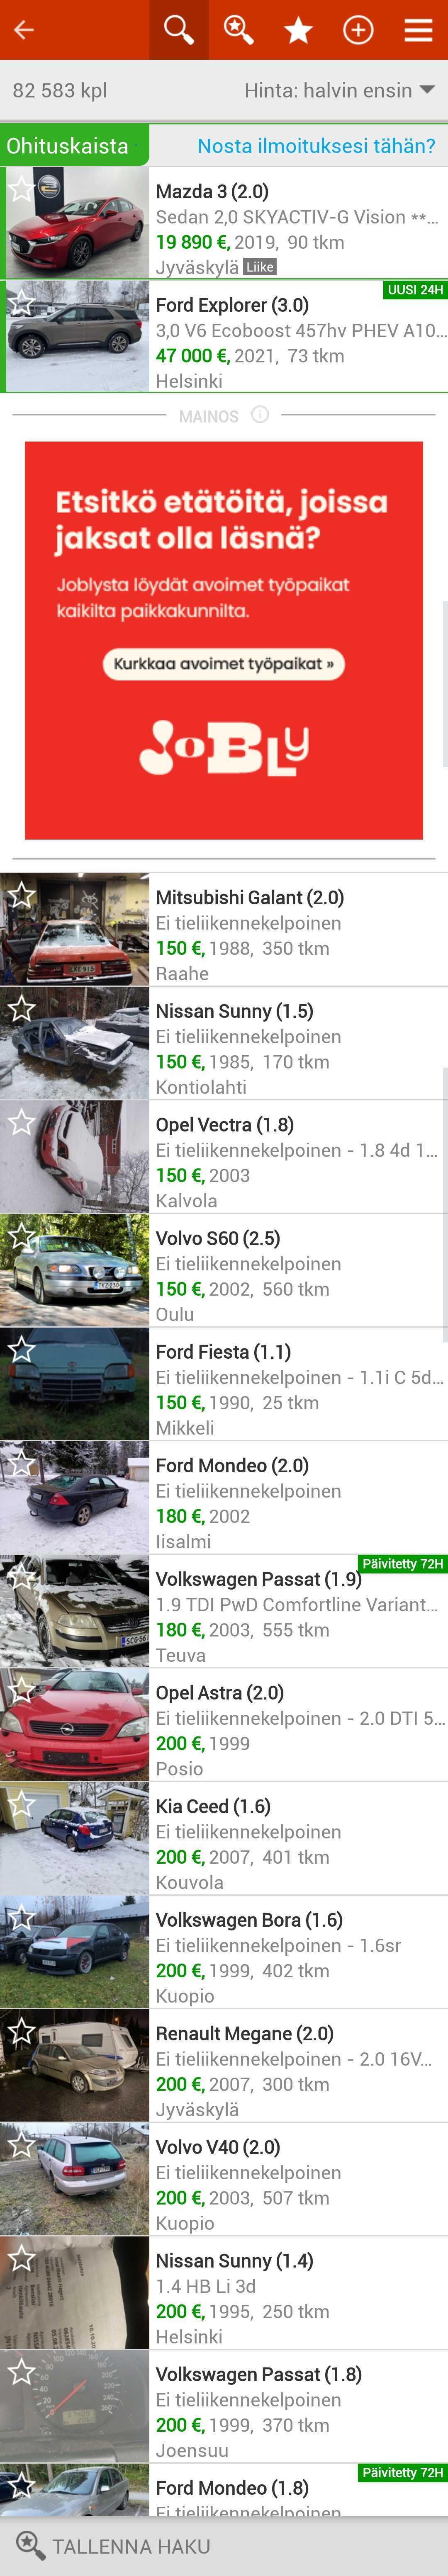 82 583 kpl
Hinta: halvin ensin
Ohituskaista
Nosta ilmoituksesi tähän?
Mazda 3 (2.0)
Sedan 2,0 SKYACTIV-G Vision **...
19 890 €, 2019, 90 tkm
Jyväskylä Liike
UUSI 24H
Ford Explorer (3.0)
3,0 V6 Ecoboost 457hv PHEV A10...
47 000 €, 2021, 73 tkm
Helsinki
MAINOS
Etsitkö etätöitä, joissa
jaksat olla läsnä?
Joblysta löydät avoimet työpaikat
kaikilta paikkakunnilta.
Kurkkaa avoimet työpaikat »
JOBLY
Mitsubishi Galant (2.0)
Ei tieliikennekelpoinen
150 €, 1988, 350 tkm
Raahe
Nissan Sunny (1.5)
Ei tieliikennekelpoinen
150 €, 1985, 170 tkm
Kontiolahti
Opel Vectra (1.8)
Ei tieliikennekelpoinen - 1.8 4d 1...
150 €, 2003
Kalvola
Volvo S60 (2.5)
Ei tieliikennekelpoinen
150 €, 2002, 560 tkm
Oulu
Ford Fiesta (1.1)
Ei tieliikennekelpoinen - 1.1i C 5d...
150 €, 1990, 25 tkm
Mikkeli
Ford Mondeo (2.0)
Ei tieliikennekelpoinen
180 €, 2002
Iisalmi
Päivitetty 72H
Volkswagen Passat (1.9)
1.9 TDI PwD Comfortline Variant...
180 €, 2003, 555 tkm
Teuva
Opel Astra (2.0)
Ei tieliikennekelpoinen - 2.0 DTI 5...
200 €, 1999
Posio
Kia Ceed (1.6)
Ei tieliikennekelpoinen
200 €, 2007, 401 tkm
Kouvola
Volkswagen Bora (1.6)
Ei tieliikennekelpoinen - 1.6sr
200 €, 1999, 402 tkm
Kuopio
Renault Megane (2.0)
Ei tieliikennekelpoinen - 2.0 16V...
200 €, 2007, 300 tkm
Jyväskylä
Volvo V40 (2.0)
Ei tieliikennekelpoinen
200 €, 2003, 507 tkm
Kuopio
Nissan Sunny (1.4)
1.4 HB Li 3d
200 €, 1995, 250 tkm
Helsinki
Volkswagen Passat (1.8)
Ei tieliikennekelpoinen
200 €, 1999, 370 tkm
Joensuu
Päivitetty 72H
Ford Mondeo (1.8)
Ei tieliikennekelpoinen
TALLENNA HAKU